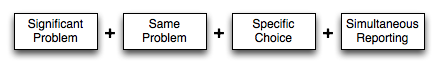 Significant Problem + Same Problem + Specific Choice + Simultaneous Reporting